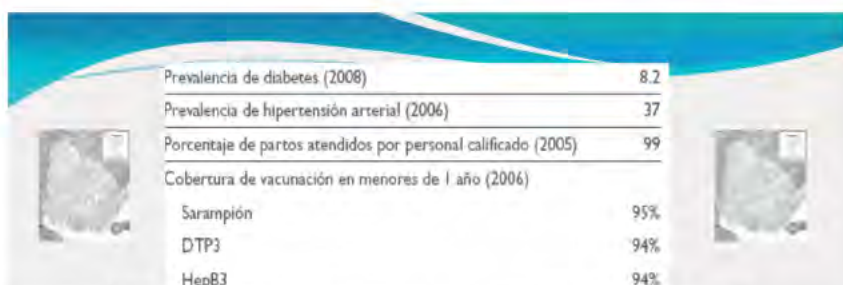 Prevalencia de diabetes (2008) 8.2
Prevalencia de hipertensión arterial (2006) 37
Porcentaje de partos atendidos por personal calificado (2005) 99
Cobertura de vacunación en menores de 1 año (2006)
Sarampión 95%
DTP3 94%
HepB3 94%